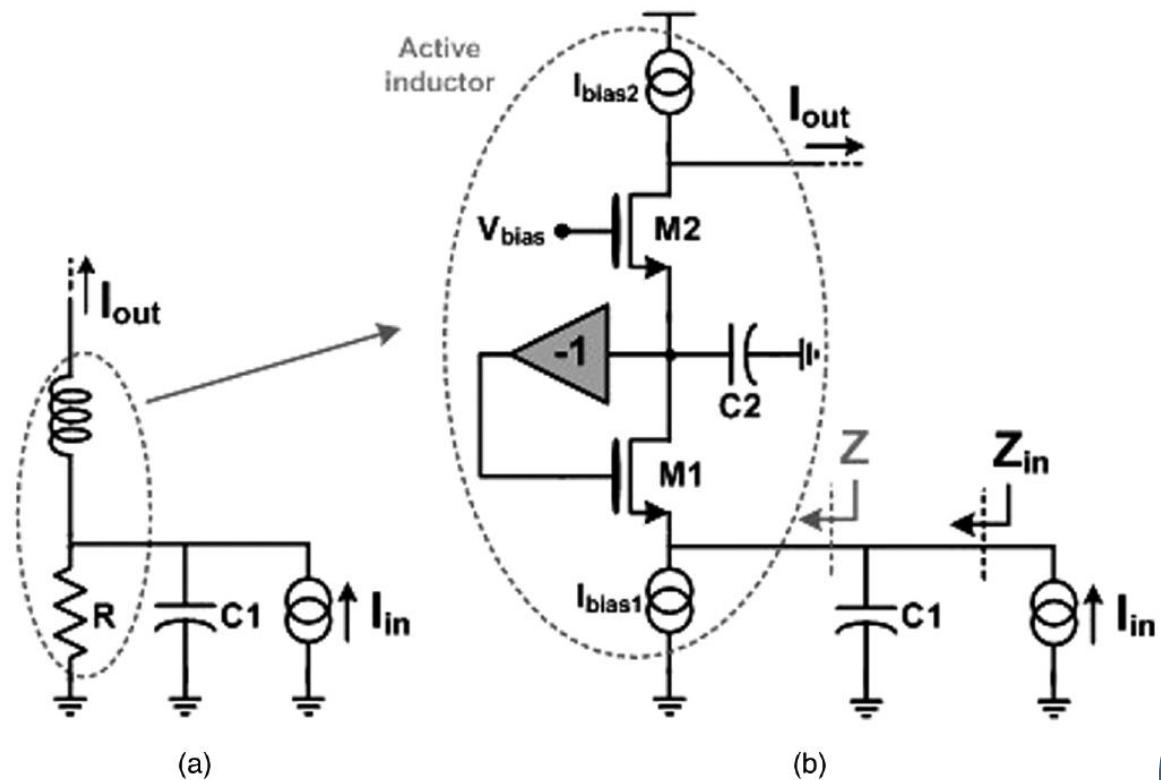 Active
inductor
Ibias2
Iout
Vbias
M2
Iout
-1
C2
Z
Zin
M1
R
C1
Iin
Ibias1
C1
Iin
(a)
(b)